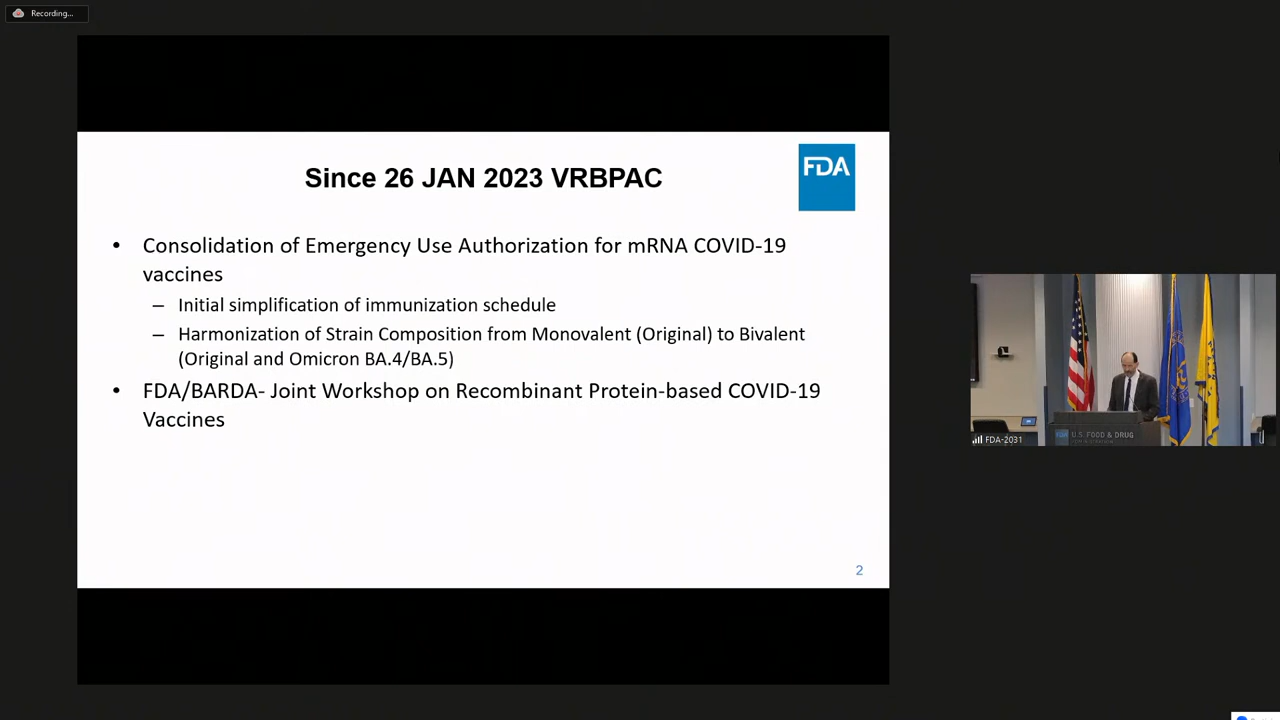 Recording...
Since 26 JAN 2023 VRBPAC
FDA
• Consolidation of Emergency Use Authorization for mRNA COVID-19
vaccines
– Initial simplification of immunization schedule
– Harmonization of Strain Composition from Monovalent (Original) to Bivalent
(Original and Omicron BA.4/BA.5)
• FDA/BARDA- Joint Workshop on Recombinant Protein-based COVID-19
Vaccines
2
FDA-2031
U.S. FOOD & DRUG